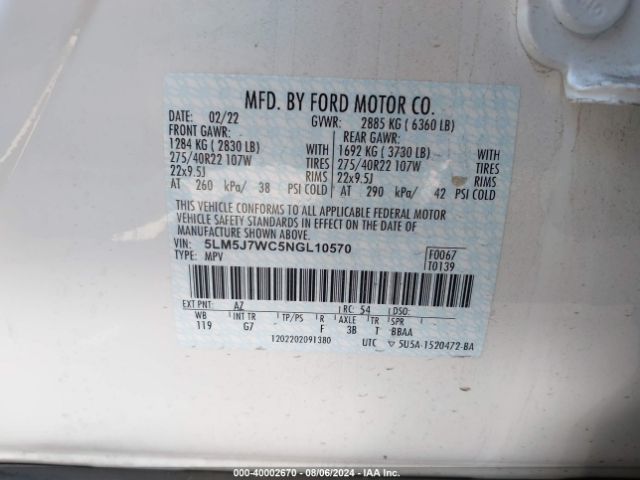 MFD. BY FORD MOTOR CO.
DATE: 02/22 GVWR: 2885 KG ( 6360 LB)
FRONT GAWR: REAR GAWR:
1284 KG ( 2830 LB) WITH 1692 KG ( 3730 LB) WITH
275/40R22 107W TIRES 275/40R22 107W TIRES
22x9.5J RIMS 22x9.5J RIMS
AT 260 kPa/ 38 PSI COLD AT 290 kPa/ 42 PSI COLD
THIS VEHICLE CONFORMS TO ALL APPLICABLE FEDERAL MOTOR
VEHICLE SAFETY STANDARDS IN EFFECT ON THE DATE OF
MANUFACTURE SHOWN ABOVE.
VIN: 5LM5J7WC5NGL10570 F0067
TYPE: MPV T0139
EXT PNT: AZ RC: 54 DSO:
WB INT TR TP/PS R AXLE TR SPR
119 G7 F 3B T BBAA
1202202091380 UTC ▽ 5U5A-1520472-BA
000-40002670 - 08/06/2024 - IAA Inc.